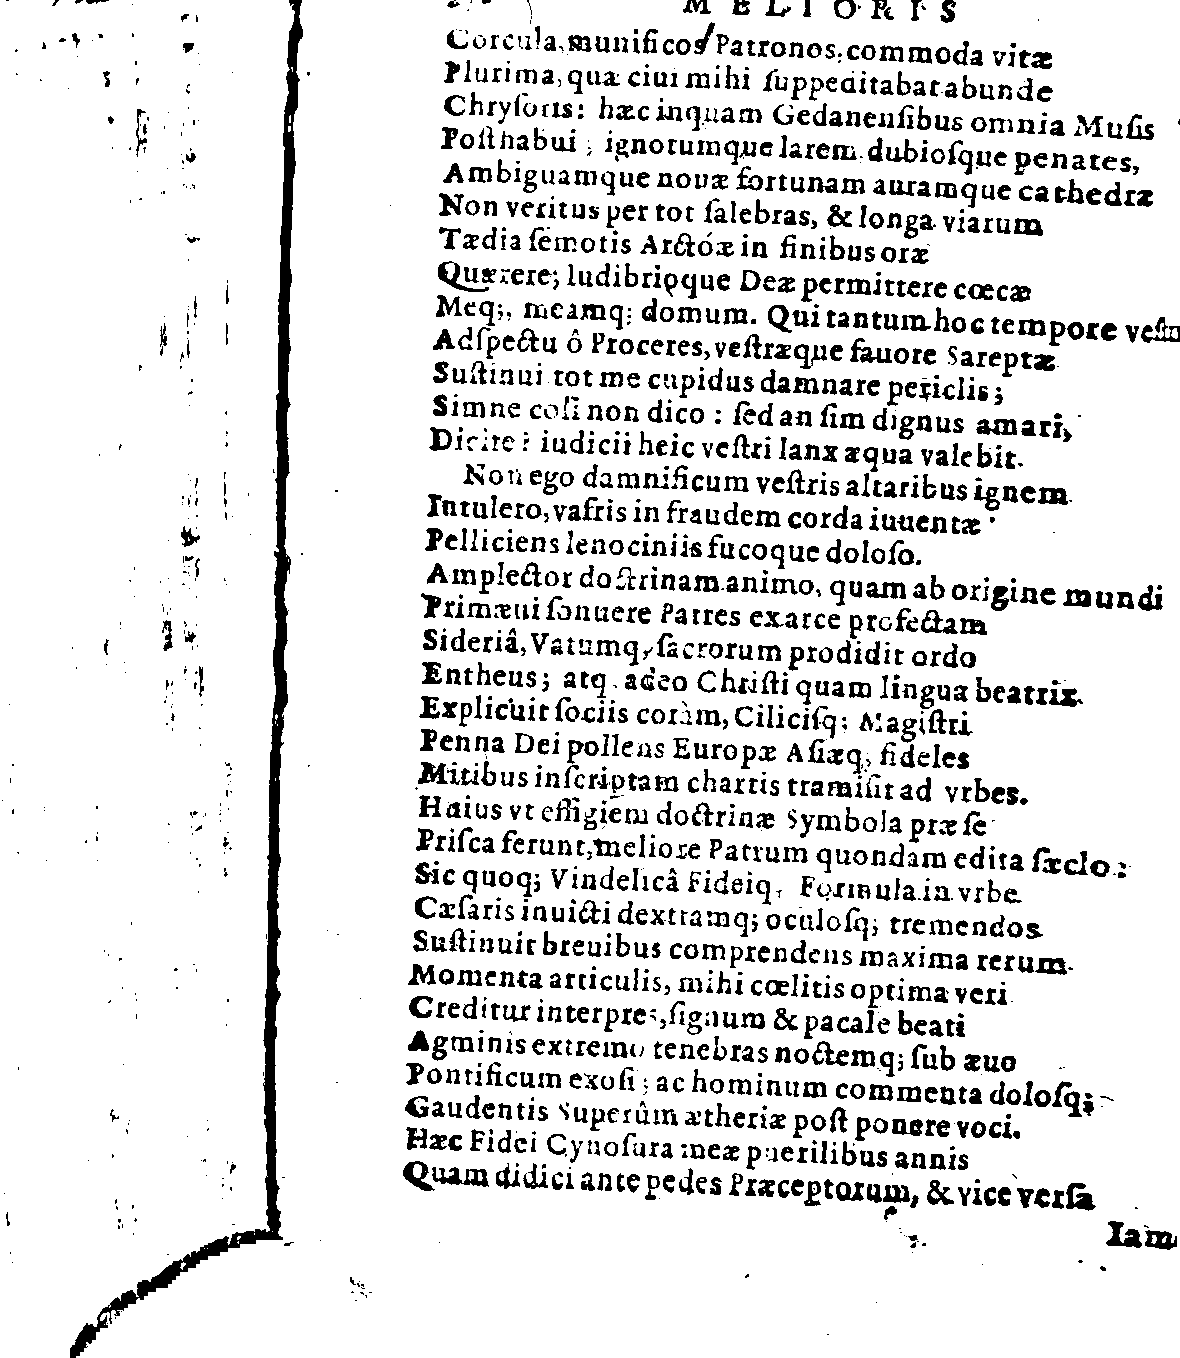 MELIORIS
Corcula, munificos Patronos, commoda vitæ
Plurima, quæ ciui mihi ſuppeditabat abunde
Chryſoris: hæc inquam Gedanenſibus omnia Muſis
Poſthabui; ignotumque larem dubioſque penates,
Ambiguamque nouæ fortunam auramque cathedræ
Non veritus per tot ſalebras, & longa viarum
Tædia ſemotis Arctóæ in finibus oræ
Quærere; ludibrioque Deæ permittere cœcæ
Meq;, meamq; domum. Qui tantum hoc tempore
Adſpectu ô Proceres, veſtræque fauore Sareptæ
Suſtinui tot me cupidus damnare periclis;
Simne coſi non dico: ſed an ſim dignus amari,
Dicite? iudicii heic veſtri lanx æqua valebit.
Non ego damnificum veſtris altaribus ignem
Intulero, vafris in fraudem corda iuuentæ
Pelliciens lenociniis fucoque doloſo.
Amplector doctrinam animo, quam ab origine mundi
Primæui ſonuere Patres ex arce profectam
Sideriâ, Vatumq; ſacrorum prodidit ordo
Entheus; atq. adeo Chriſti quam lingua beatrix
Explicuit ſociis coràm, Ciliciſq; Magiſtri
Penna Dei pollens Europæ Aſiæq; fideles
Mitibus inſcriptam chartis tramiſit ad vrbes.
Huius vt effigiem doctrinæ Symbola præ ſe
Priſca ferunt, meliore Patrum quondam edita ſæclo:
Sic quoq; Vindelicâ Fideiq; Formula in vrbe
Cæſaris inuicti dextramq; oculoſq; tremendos
Suſtinuit breuibus comprendens maxima rerum
Momenta articulis, mihi cœlitis optima veri
Creditur interpres, ſignum & pacale beati
Agminis extremo tenebras noctemq; ſub æuo
Pontificum exoſi; ac hominum commenta doloſq;
Gaudentis Superûm ætheriæ poſt ponere voci.
Hæc Fidei Cynoſura meæ puerilibus annis
Quam didici ante pedes Præceptorum, & vice verſa
Iam